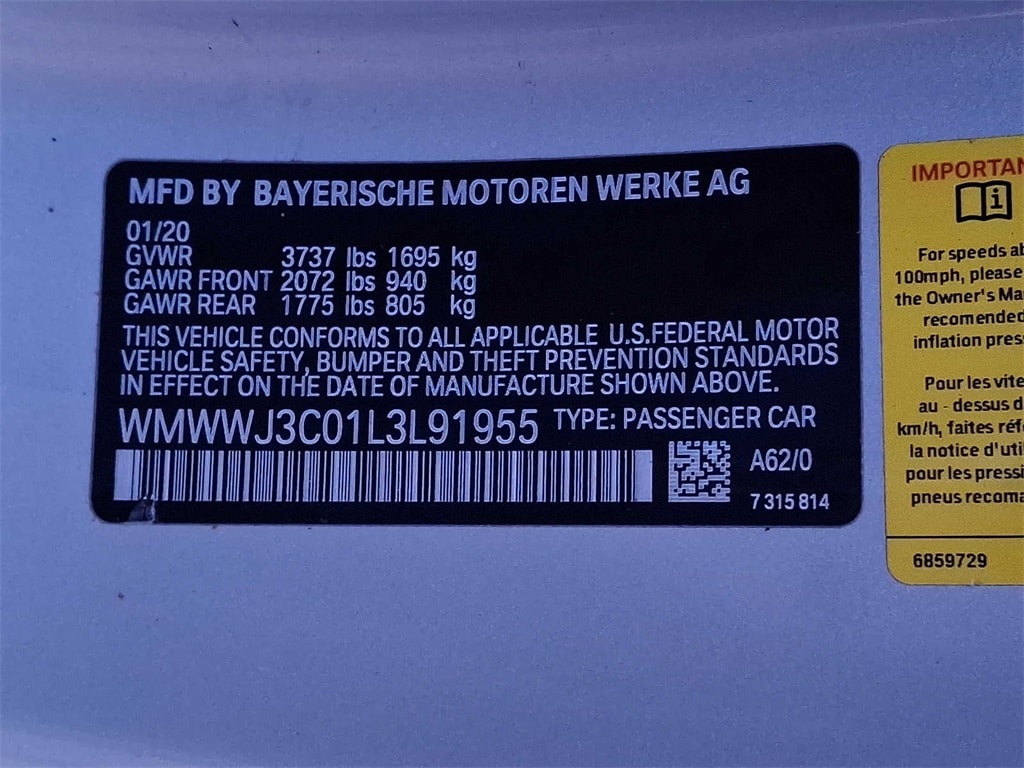 MFD BY BAYERISCHE MOTOREN WERKE AG
01/20
GVWR 3737 lbs 1695 kg
GAWR FRONT 2072 lbs 940 kg
GAWR REAR 1775 lbs 805 kg
THIS VEHICLE CONFORMS TO ALL APPLICABLE U.S.FEDERAL MOTOR
VEHICLE SAFETY, BUMPER AND THEFT PREVENTION STANDARDS
IN EFFECT ON THE DATE OF MANUFACTURE SHOWN ABOVE.
WMWWJ3C01L3L91955 TYPE: PASSENGER CAR
A62/0
7 315 814
IMPORTAN
i
For speeds ab
100mph, please
the Owner's Ma
recomended
inflation pres
Pour les vite
au - dessus d
km/h, faites réf
la notice d'uti
pour les pressi
pneus recoma
6859729